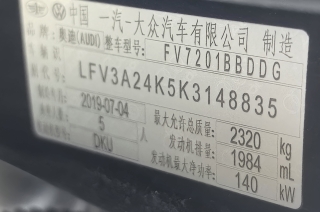 中国 一汽-大众汽车有限公司 制造
品牌 奥迪(AUDI) 整车型号: FV7201BBDDG
LFV3A24K5K3148835
2019-07-04 最大允许总质量: 2320 kg
5 发动机排量: 1984 mL
DKU 发动机最大净功率: 140 kW